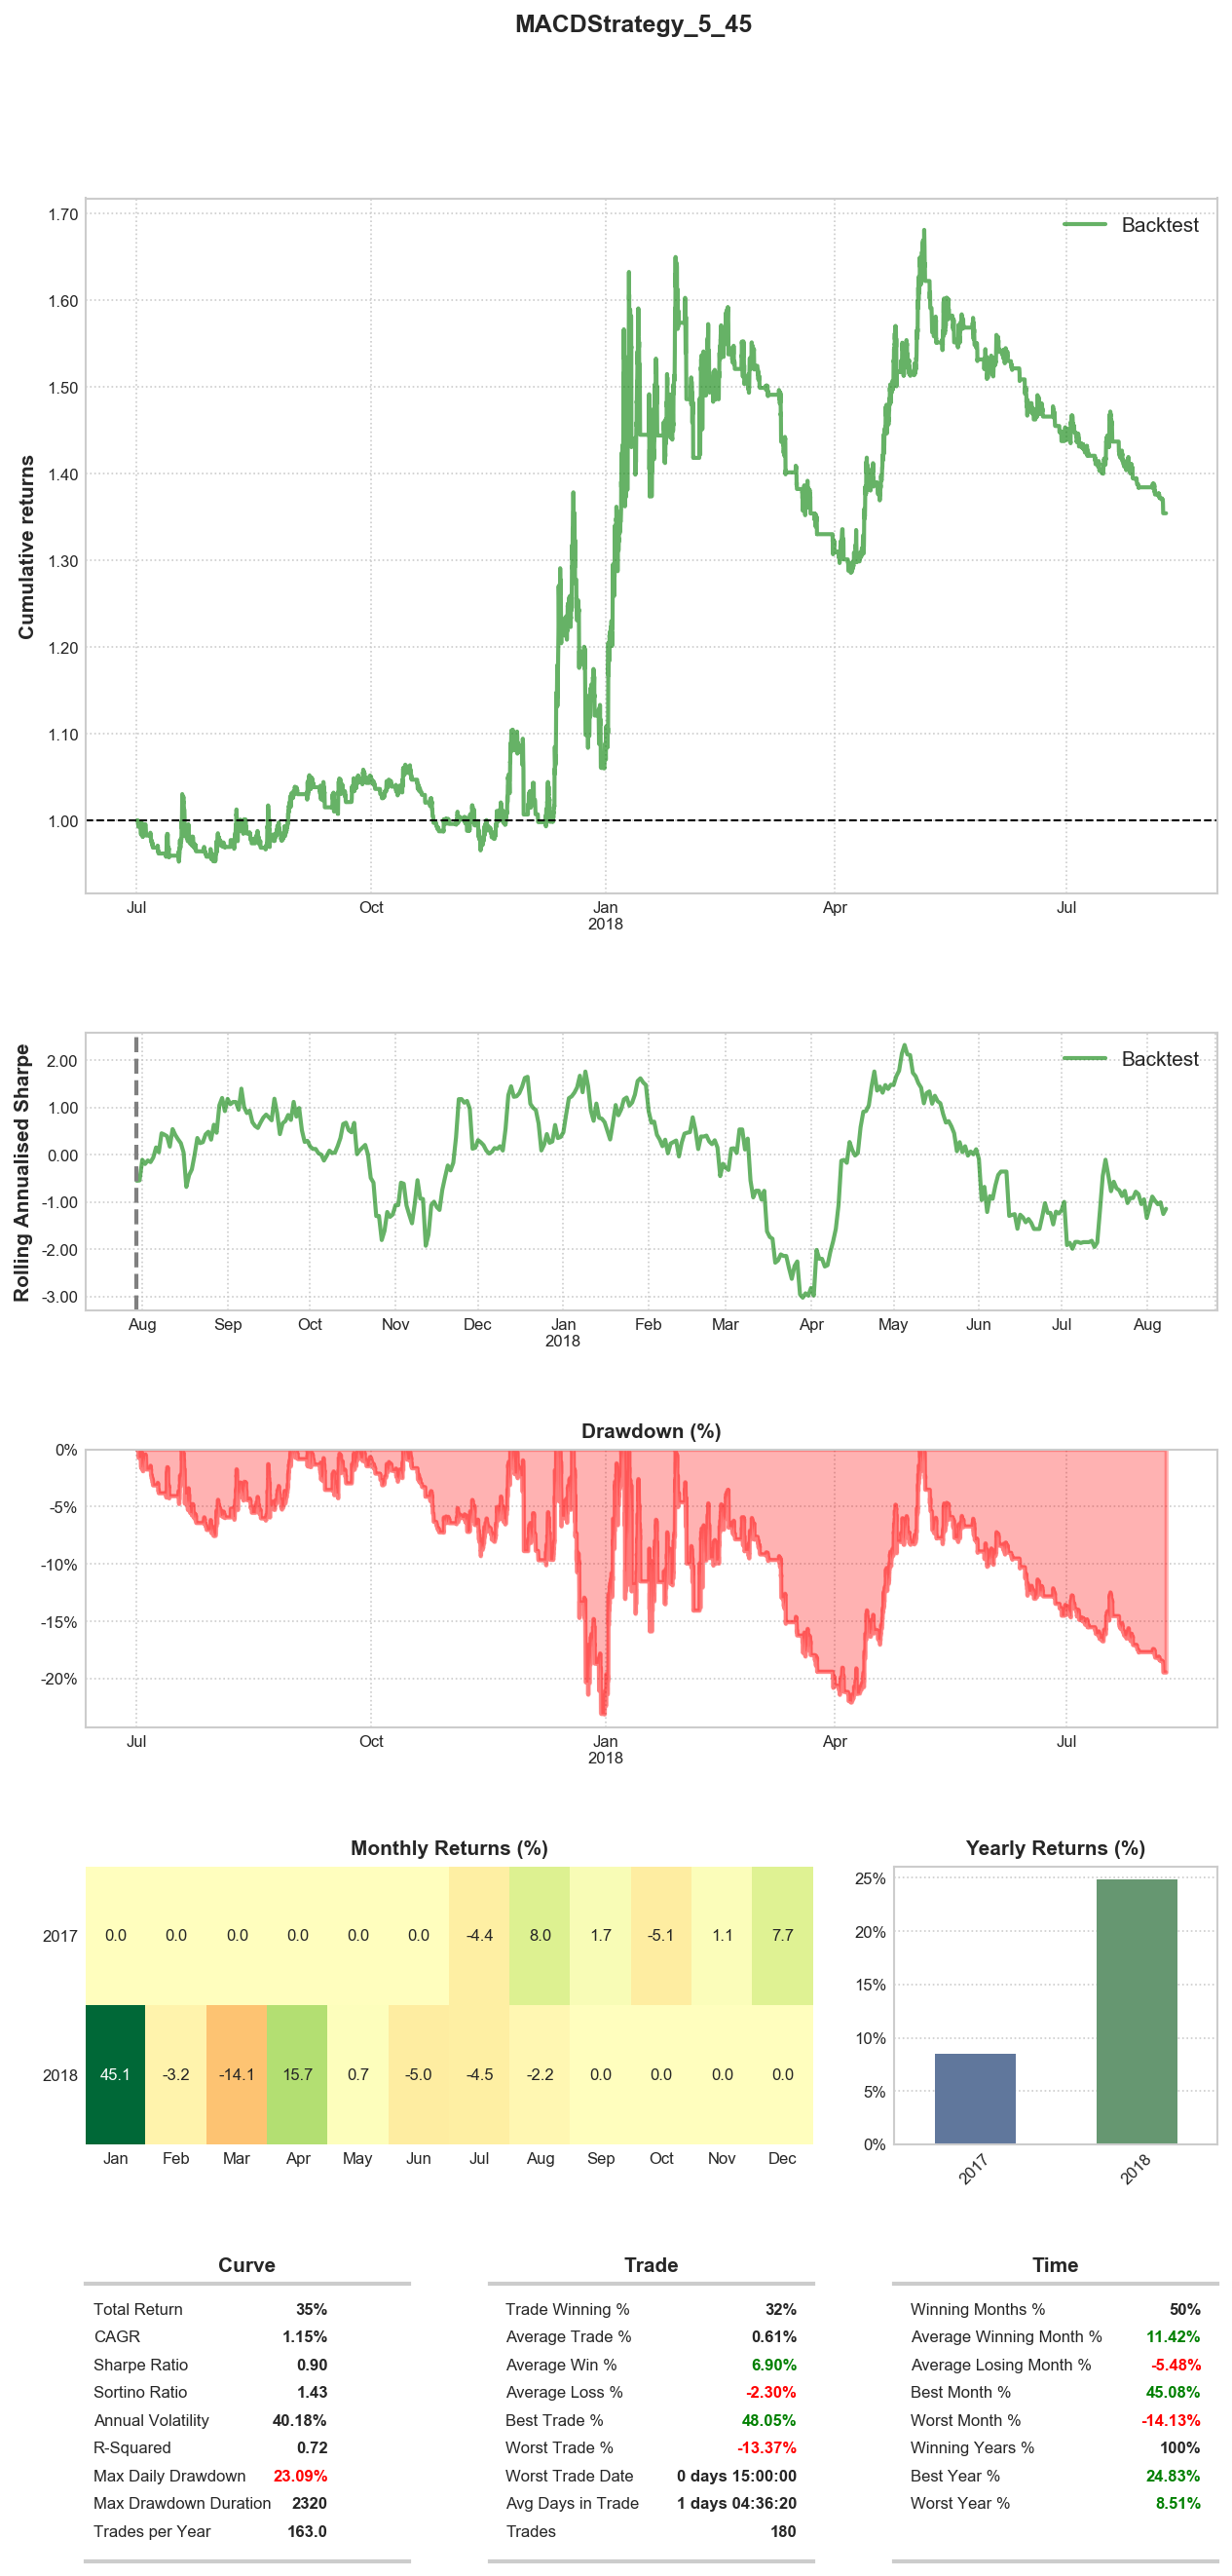 MACDStrategy_5_45
Cumulative returns
1.70
1.60
1.50
1.40
1.30
1.20
1.10
1.00
Backtest
Jul Oct Jan Apr Jul
2018
Rolling Annualised Sharpe
2.00
1.00
0.00
-1.00
-2.00
-3.00
Backtest
Aug Sep Oct Nov Dec Jan Feb Mar Apr May Jun Jul Aug
2018
Drawdown (%)
0%
-5%
-10%
-15%
-20%
Jul Oct Jan Apr Jul
2018
Monthly Returns (%)
2017 0.0 0.0 0.0 0.0 0.0 0.0 -4.4 8.0 1.7 -5.1 1.1 7.7
2018 45.1 -3.2 -14.1 15.7 0.7 -5.0 -4.5 -2.2 0.0 0.0 0.0 0.0
Jan Feb Mar Apr May Jun Jul Aug Sep Oct Nov Dec
Yearly Returns (%)
25%
20%
15%
10%
5%
0%
2017 2018
Curve
Total Return 35%
CAGR 1.15%
Sharpe Ratio 0.90
Sortino Ratio 1.43
Annual Volatility 40.18%
R-Squared 0.72
Max Daily Drawdown 23.09%
Max Drawdown Duration 2320
Trades per Year 163.0
Trade
Trade Winning % 32%
Average Trade % 0.61%
Average Win % 6.90%
Average Loss % -2.30%
Best Trade % 48.05%
Worst Trade % -13.37%
Worst Trade Date 0 days 15:00:00
Avg Days in Trade 1 days 04:36:20
Trades 180
Time
Winning Months % 50%
Average Winning Month % 11.42%
Average Losing Month % -5.48%
Best Month % 45.08%
Worst Month % -14.13%
Winning Years % 100%
Best Year % 24.83%
Worst Year % 8.51%